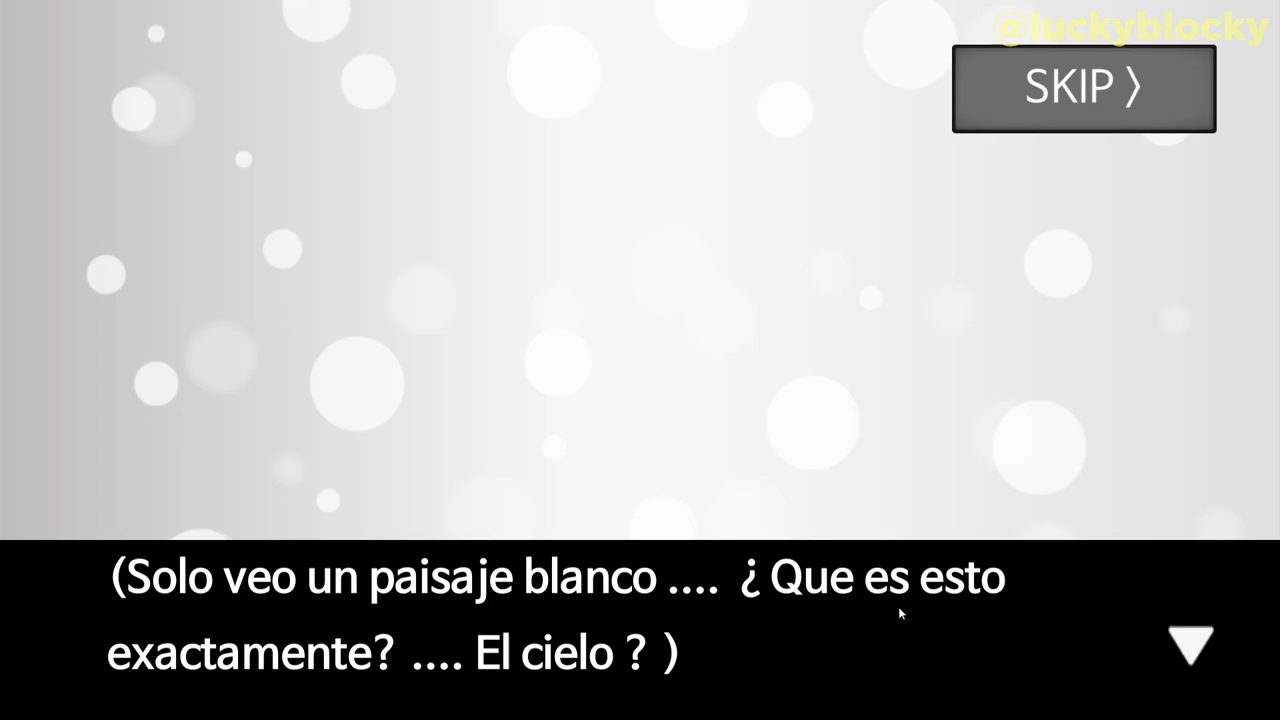 @luckyblocky
SKIP 〉
(Solo veo un paisaje blanco .... ¿ Que es esto
exactamente? .... El cielo ? )